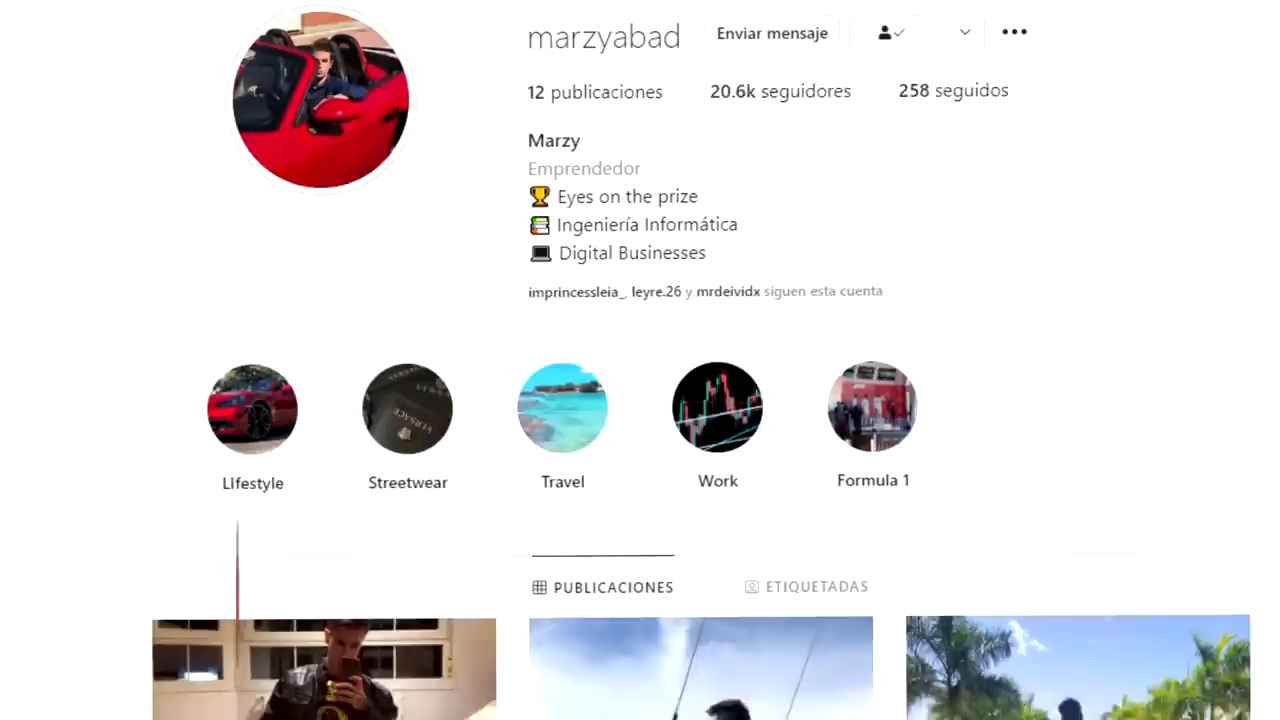 marzyabad Enviar mensaje
12 publicaciones 20.6k seguidores 258 seguidos
Marzy
Emprendedor
🏆 Eyes on the prize
📚 Ingeniería Informática
💻 Digital Businesses
imprincessleia_, leyre.26 y mrdeividx siguen esta cuenta
VERSACE
LIfestyle Streetwear Travel Work Formula 1
PUBLICACIONES ETIQUETADAS